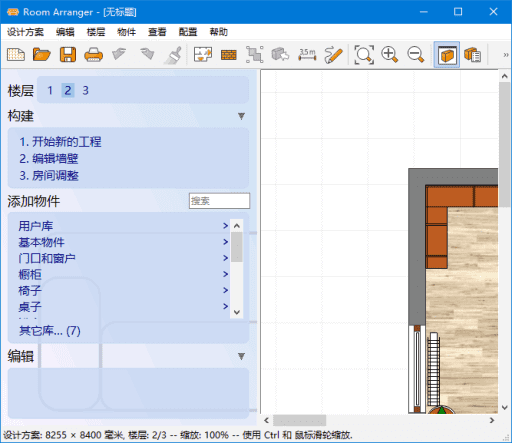 Room Arranger - [无标题]
设计方案 编辑 楼层 物件 查看 配置 帮助
3.5 m
楼层 1 2 3
构建
1. 开始新的工程
2. 编辑墙壁
3. 房间调整
添加物件 搜索
用户库 >
基本物件 >
门口和窗户 >
橱柜 >
椅子 >
桌子 >
其它库... (7)
编辑
设计方案: 8255 × 8400 毫米, 楼层: 2/3 -- 缩放: 100% -- 使用 Ctrl 和 鼠标滑轮缩放.